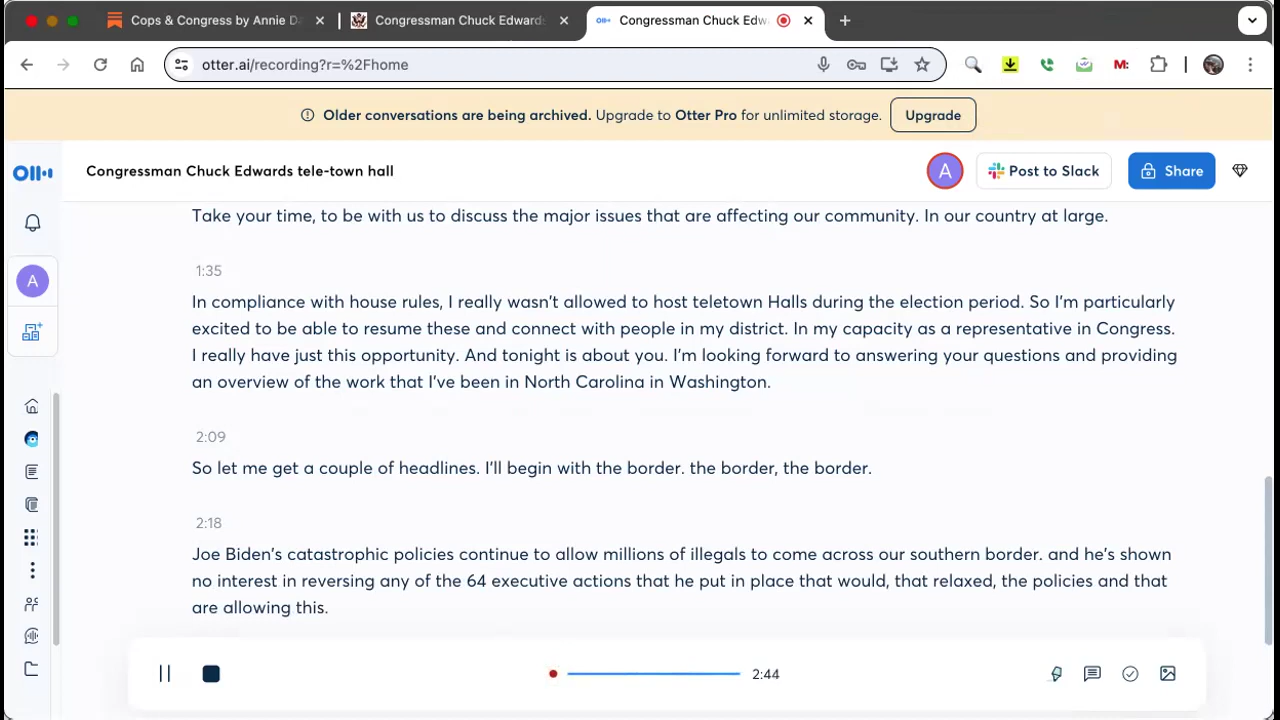 Cops & Congress by Annie Da
Congressman Chuck Edwards
Congressman Chuck Edw
otter.ai/recording?r=%2Fhome
M:
Older conversations are being archived. Upgrade to Otter Pro for unlimited storage.
Upgrade
Congressman Chuck Edwards tele-town hall
A
Post to Slack
Share
A
Take your time, to be with us to discuss the major issues that are affecting our community. In our country at large.
1:35
In compliance with house rules, I really wasn't allowed to host teletown Halls during the election period. So I'm particularly
excited to be able to resume these and connect with people in my district. In my capacity as a representative in Congress.
I really have just this opportunity. And tonight is about you. I'm looking forward to answering your questions and providing
an overview of the work that I've been in North Carolina in Washington.
2:09
So let me get a couple of headlines. I'll begin with the border. the border, the border.
2:18
Joe Biden's catastrophic policies continue to allow millions of illegals to come across our southern border. and he's shown
no interest in reversing any of the 64 executive actions that he put in place that would, that relaxed, the policies and that
are allowing this.
2:44